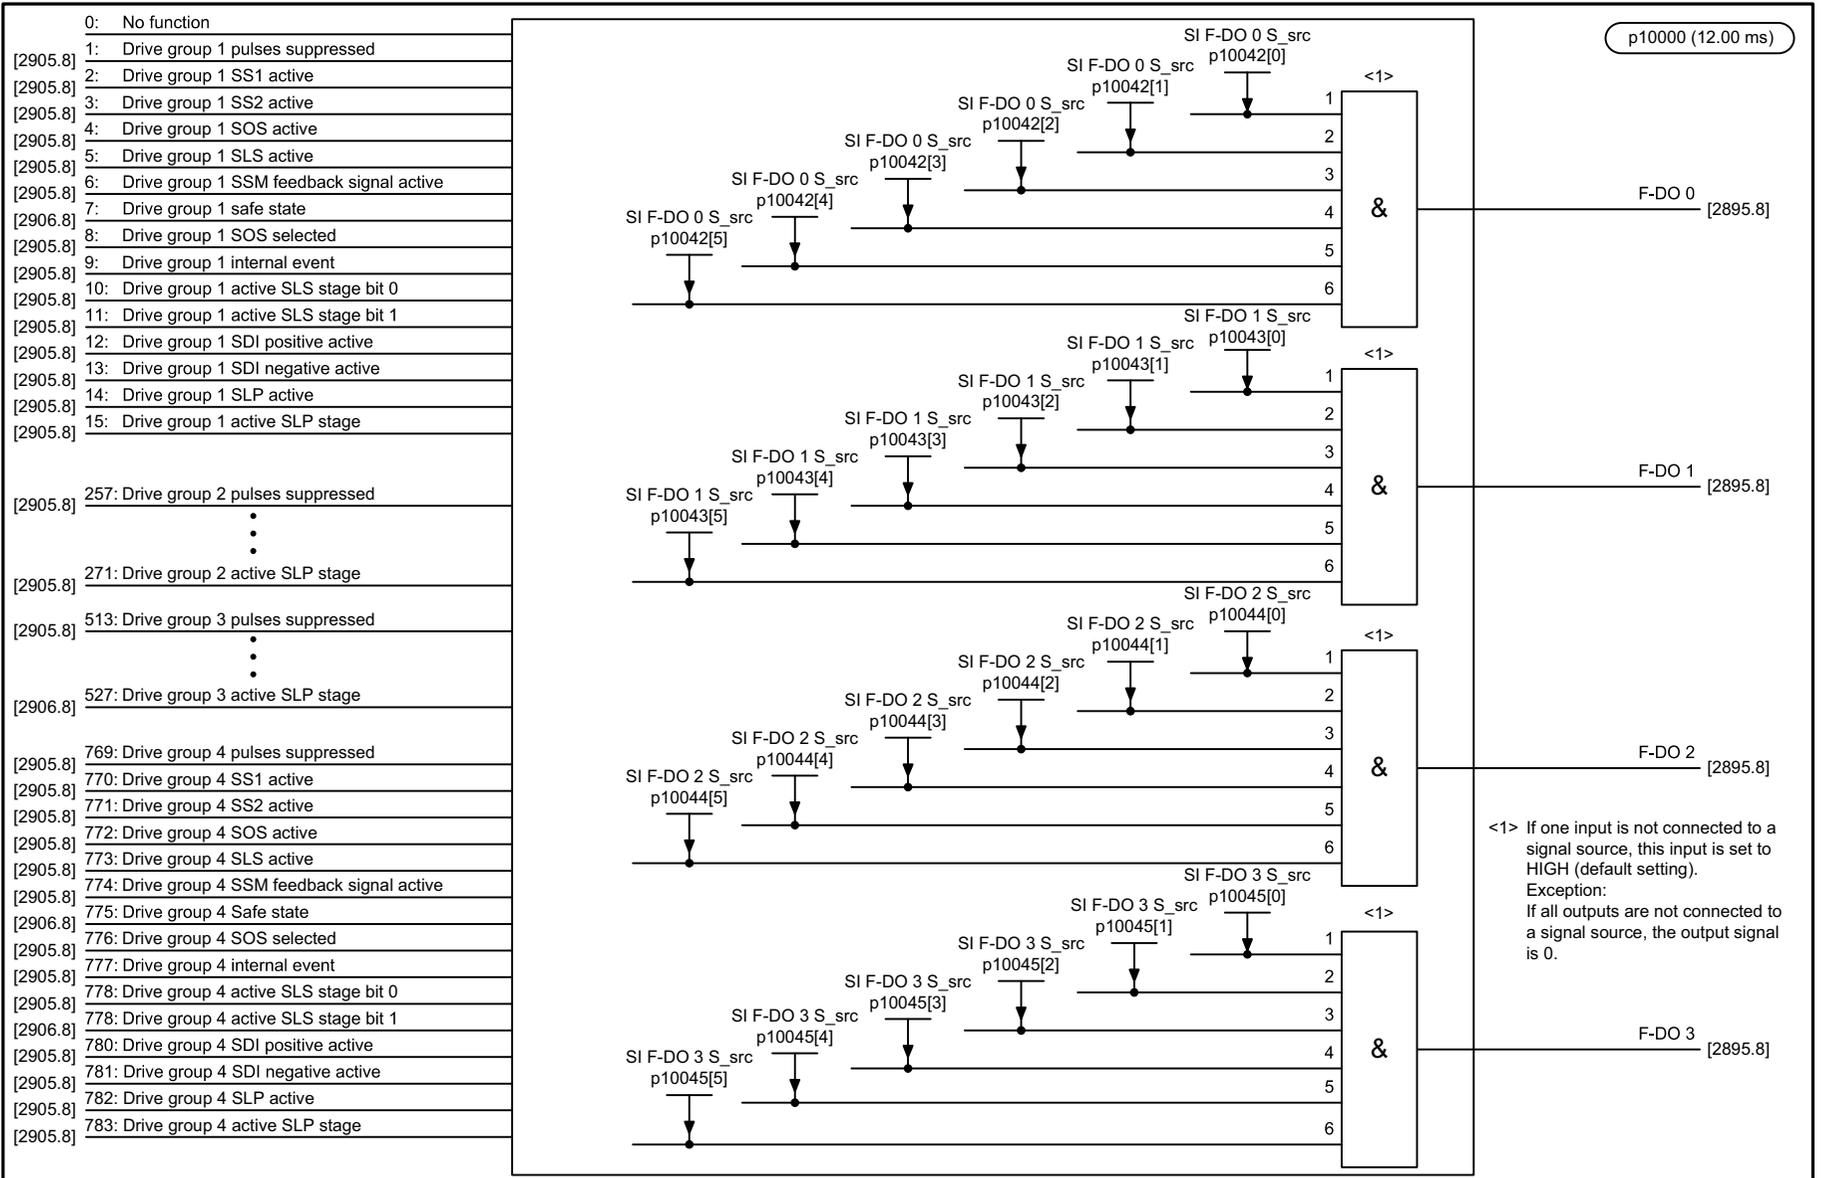 0: No function
[2905.8] 1: Drive group 1 pulses suppressed
[2905.8] 2: Drive group 1 SS1 active
[2905.8] 3: Drive group 1 SS2 active
[2905.8] 4: Drive group 1 SOS active
[2905.8] 5: Drive group 1 SLS active
[2905.8] 6: Drive group 1 SSM feedback signal active
[2906.8] 7: Drive group 1 safe state
[2905.8] 8: Drive group 1 SOS selected
[2905.8] 9: Drive group 1 internal event
[2905.8] 10: Drive group 1 active SLS stage bit 0
[2905.8] 11: Drive group 1 active SLS stage bit 1
[2905.8] 12: Drive group 1 SDI positive active
[2905.8] 13: Drive group 1 SDI negative active
[2905.8] 14: Drive group 1 SLP active
[2905.8] 15: Drive group 1 active SLP stage
[2905.8] 257: Drive group 2 pulses suppressed
[2905.8] 271: Drive group 2 active SLP stage
[2905.8] 513: Drive group 3 pulses suppressed
[2906.8] 527: Drive group 3 active SLP stage
[2905.8] 769: Drive group 4 pulses suppressed
[2905.8] 770: Drive group 4 SS1 active
[2905.8] 771: Drive group 4 SS2 active
[2905.8] 772: Drive group 4 SOS active
[2905.8] 773: Drive group 4 SLS active
[2905.8] 774: Drive group 4 SSM feedback signal active
[2906.8] 775: Drive group 4 Safe state
[2905.8] 776: Drive group 4 SOS selected
[2905.8] 777: Drive group 4 internal event
[2905.8] 778: Drive group 4 active SLS stage bit 0
[2906.8] 778: Drive group 4 active SLS stage bit 1
[2905.8] 780: Drive group 4 SDI positive active
[2905.8] 781: Drive group 4 SDI negative active
[2905.8] 782: Drive group 4 SLP active
[2905.8] 783: Drive group 4 active SLP stage
p10000 (12.00 ms)
SI F-DO 0 S_src
p10042[0]
SI F-DO 0 S_src
p10042[1]
SI F-DO 0 S_src
p10042[2]
SI F-DO 0 S_src
p10042[3]
SI F-DO 0 S_src
p10042[4]
SI F-DO 0 S_src
p10042[5]
<1>
1
2
3
4
5
6
&
F-DO 0
[2895.8]
SI F-DO 1 S_src
p10043[0]
SI F-DO 1 S_src
p10043[1]
SI F-DO 1 S_src
p10043[2]
SI F-DO 1 S_src
p10043[3]
SI F-DO 1 S_src
p10043[4]
SI F-DO 1 S_src
p10043[5]
<1>
1
2
3
4
5
6
&
F-DO 1
[2895.8]
SI F-DO 2 S_src
p10044[0]
SI F-DO 2 S_src
p10044[1]
SI F-DO 2 S_src
p10044[2]
SI F-DO 2 S_src
p10044[3]
SI F-DO 2 S_src
p10044[4]
SI F-DO 2 S_src
p10044[5]
<1>
1
2
3
4
5
6
&
F-DO 2
[2895.8]
SI F-DO 3 S_src
p10045[0]
SI F-DO 3 S_src
p10045[1]
SI F-DO 3 S_src
p10045[2]
SI F-DO 3 S_src
p10045[3]
SI F-DO 3 S_src
p10045[4]
SI F-DO 3 S_src
p10045[5]
<1>
1
2
3
4
5
6
&
F-DO 3
[2895.8]
<1> If one input is not connected to a
signal source, this input is set to
HIGH (default setting).
Exception:
If all outputs are not connected to
a signal source, the output signal
is 0.